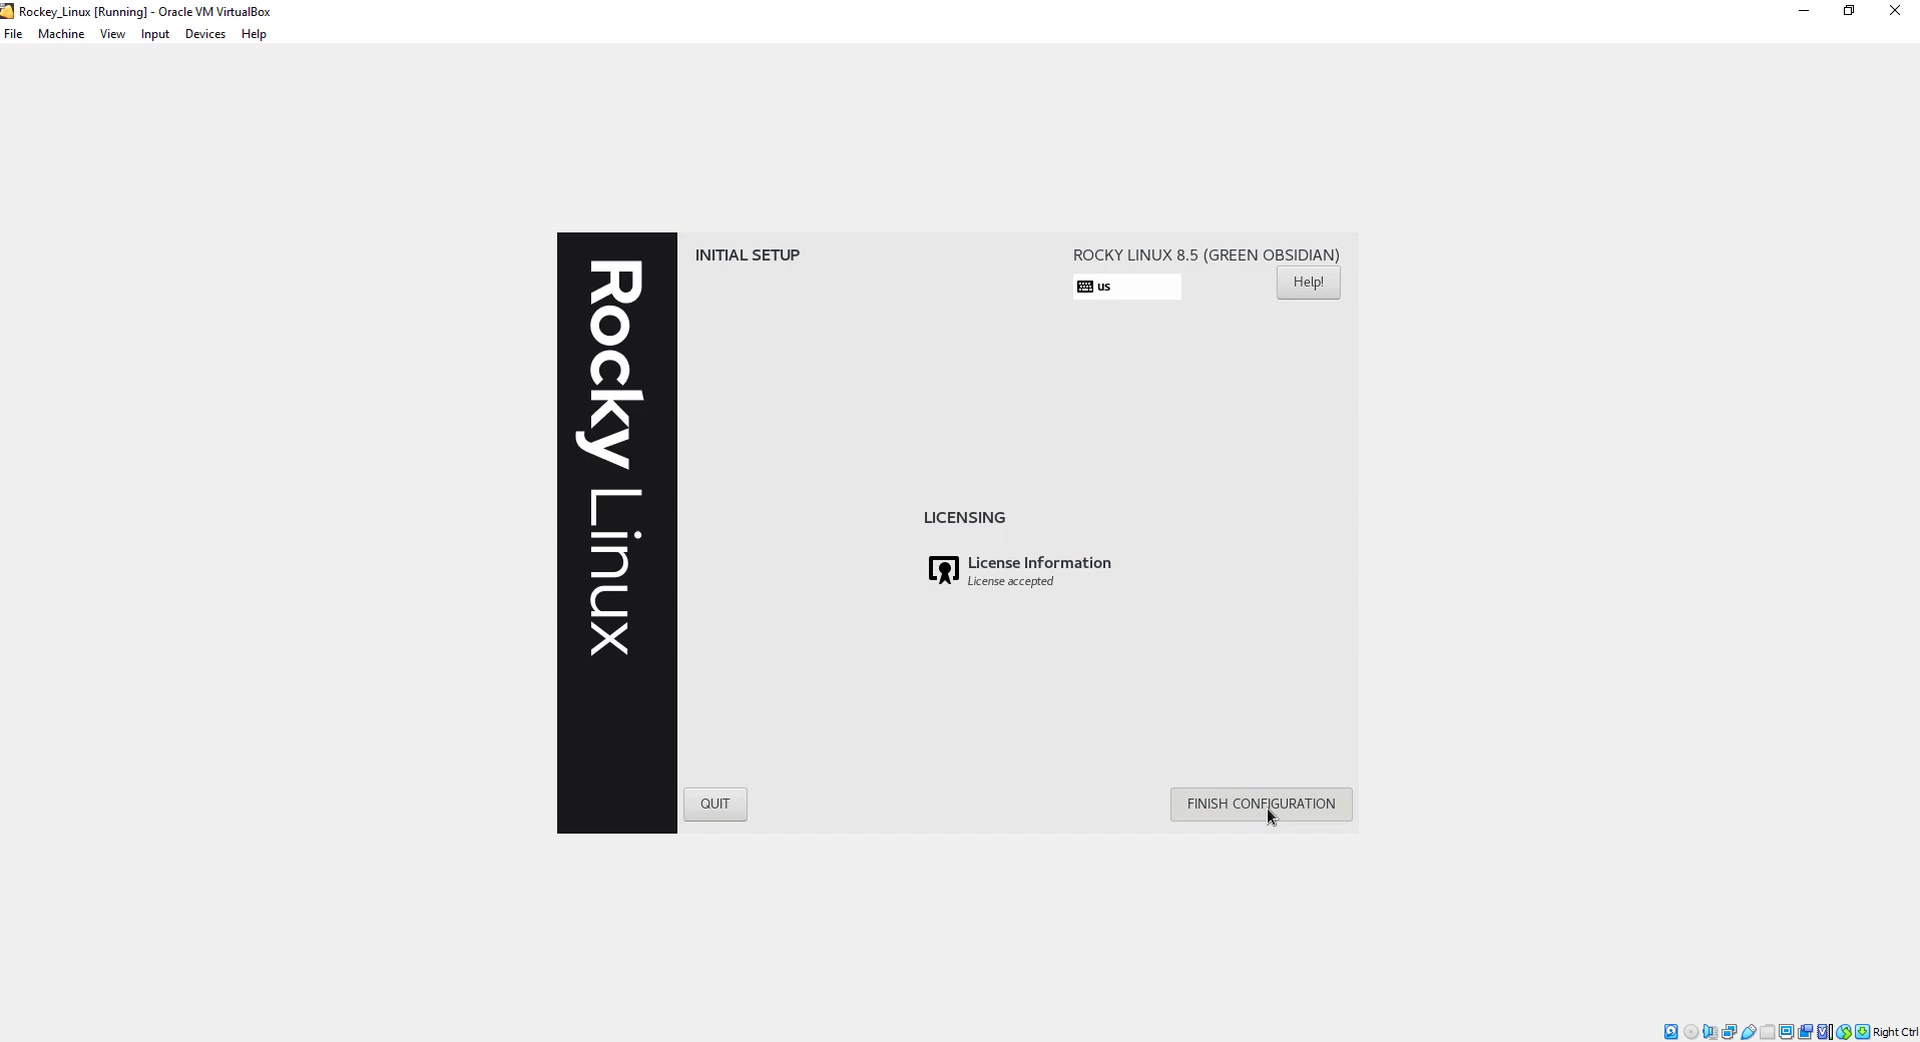 Rockey_Linux [Running] - Oracle VM VirtualBox
File Machine View Input Devices Help
Rocky Linux
INITIAL SETUP
ROCKY LINUX 8.5 (GREEN OBSIDIAN)
us
Help!
LICENSING
License Information
License accepted
QUIT
FINISH CONFIGURATION
Right Ctrl